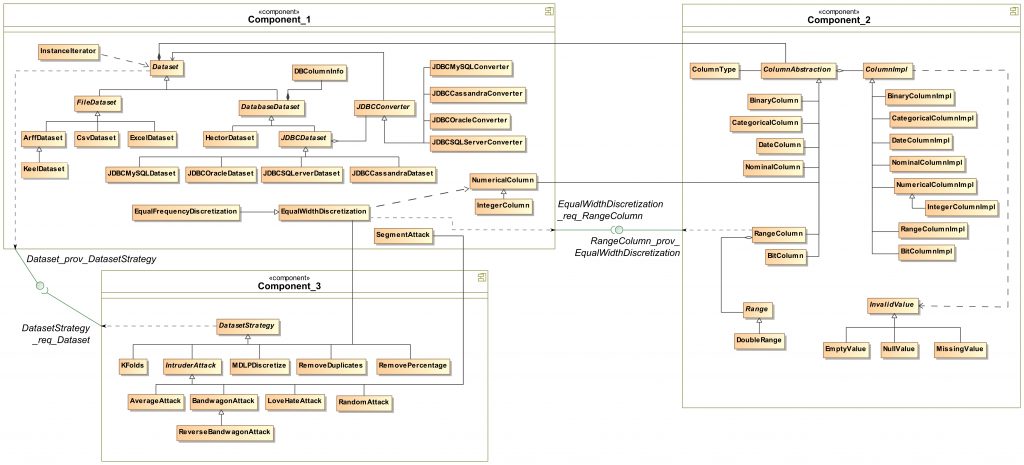 «component»
Component_1
InstanceIterator
Dataset
DBColumnInfo
FileDataset
DatabaseDataset
JDBCConverter
JDBCMySQLConverter
JDBCCassandraConverter
JDBCOracleConverter
JDBCSQLServerConverter
ArffDataset
CsvDataset
ExcelDataset
HectorDataset
JDBCDataset
KeelDataset
JDBCMySQLDataset
JDBCOracleDataset
JDBCSQLerverDataset
JDBCCassandraDataset
NumericalColumn
IntegerColumn
EqualFrequencyDiscretization
EqualWidthDiscretization
SegmentAttack
EqualWidthDiscretization
_req_RangeColumn
RangeColumn_prov_
EqualWidthDiscretization
«component»
Component_2
ColumnType
ColumnAbstraction
ColumnImpl
BinaryColumn
CategoricalColumn
DateColumn
NominalColumn
RangeColumn
BitColumn
BinaryColumnImpl
CategoricalColumnImpl
DateColumnImpl
NominalColumnImpl
NumericalColumnImpl
IntegerColumnImpl
RangeColumnImpl
BitColumnImpl
Range
DoubleRange
InvalidValue
EmptyValue
NullValue
MissingValue
Dataset_prov_DatasetStrategy
DatasetStrategy
_req_Dataset
«component»
Component_3
DatasetStrategy
KFolds
IntruderAttack
MDLPDiscretize
RemoveDuplicates
RemovePercentage
AverageAttack
BandwagonAttack
LoveHateAttack
RandomAttack
ReverseBandwagonAttack